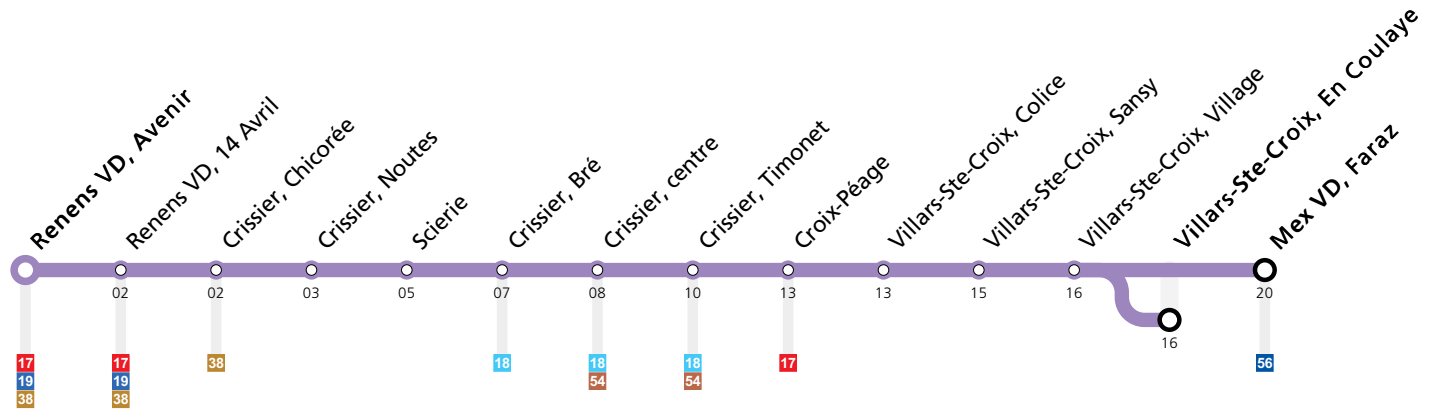 Renens VD, Avenir
Renens VD, 14 Avril
Crissier, Chicorée
Crissier, Noutes
Scierie
Crissier, Bré
Crissier, centre
Crissier, Timonet
Croix-Péage
Villars-Ste-Croix, Colice
Villars-Ste-Croix, Sansy
Villars-Ste-Croix, Village
Villars-Ste-Croix, En Coulaye
Mex VD, Faraz
02 02 03 05 07 08 10 13 13 15 16 20
16
17 17 38 18 18 18 17 56
19 19 54 54
38 38